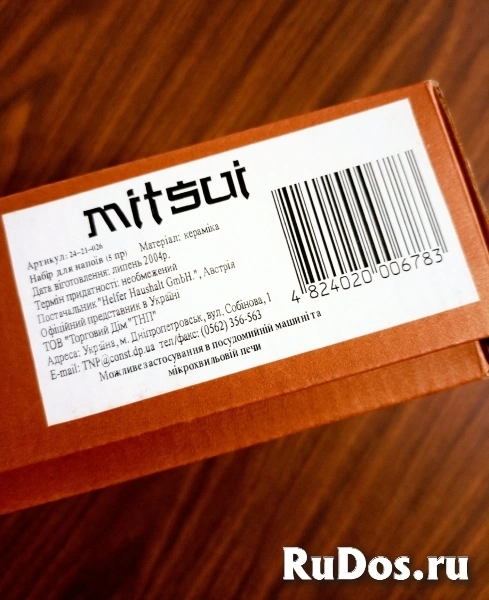 mitsui
Артикул: 24-21-026
Набір для напоїв (5 пр) Матеріал: кераміка
Дата виготовлення: липень 2004р.
Термін придатності: необмежений
Постачальник "Helfer Haushalt GmbH.", Австрія
Офіційний представник в Україні
ТОВ "Торговий Дім "ТНП"
Адреса: Україна, м. Дніпропетровськ, вул. Собінова, 1
E-mail: TNP@const.dp.ua тел/факс: (0562) 356-563
Можливе застосування в посудомийній машині та
мікрохвильовій печи
4 824020 006783
RuDos.ru